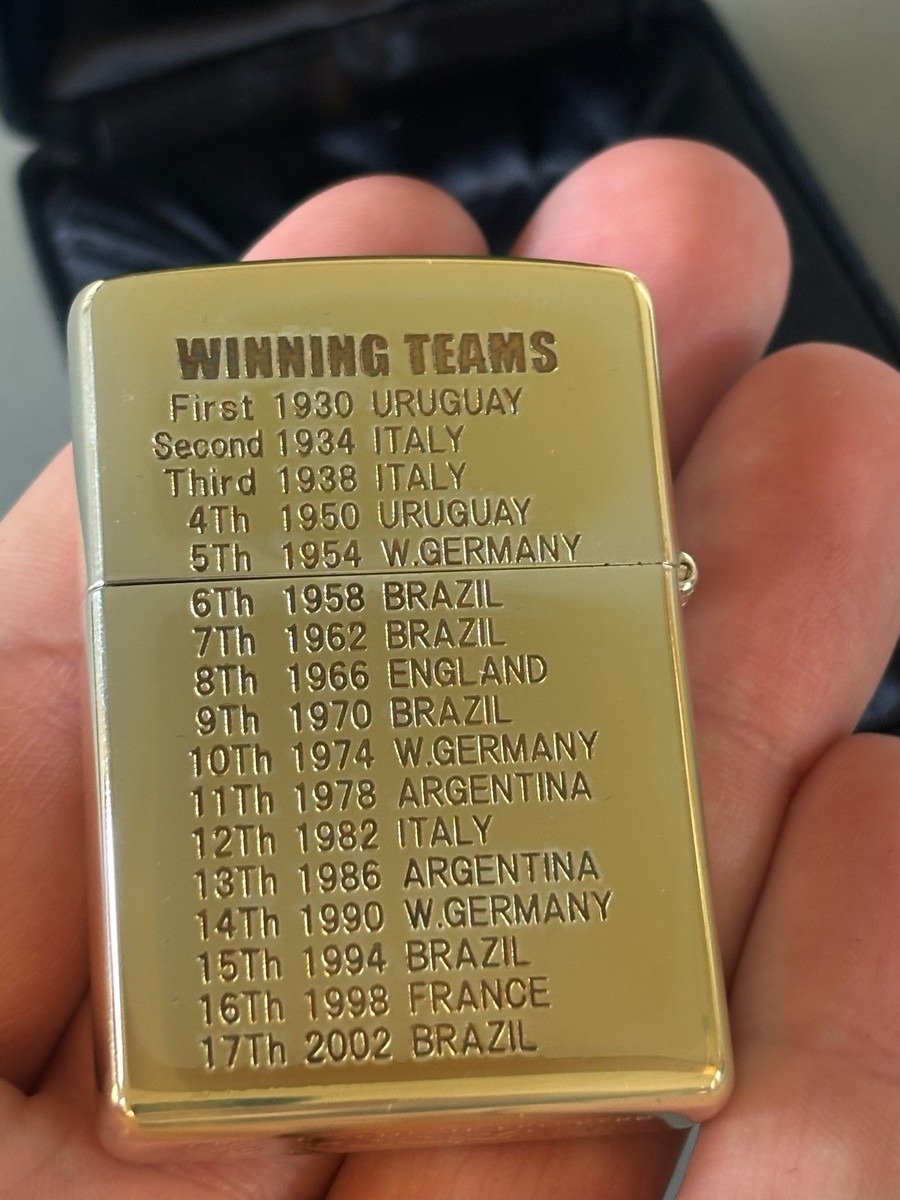 WINNING TEAMS
First 1930 URUGUAY
Second 1934 ITALY
Third 1938 ITALY
4Th 1950 URUGUAY
5Th 1954 W.GERMANY
6Th 1958 BRAZIL
7Th 1962 BRAZIL
8Th 1966 ENGLAND
9Th 1970 BRAZIL
10Th 1974 W.GERMANY
11Th 1978 ARGENTINA
12Th 1982 ITALY
13Th 1986 ARGENTINA
14Th 1990 W.GERMANY
15Th 1994 BRAZIL
16Th 1998 FRANCE
17Th 2002 BRAZIL